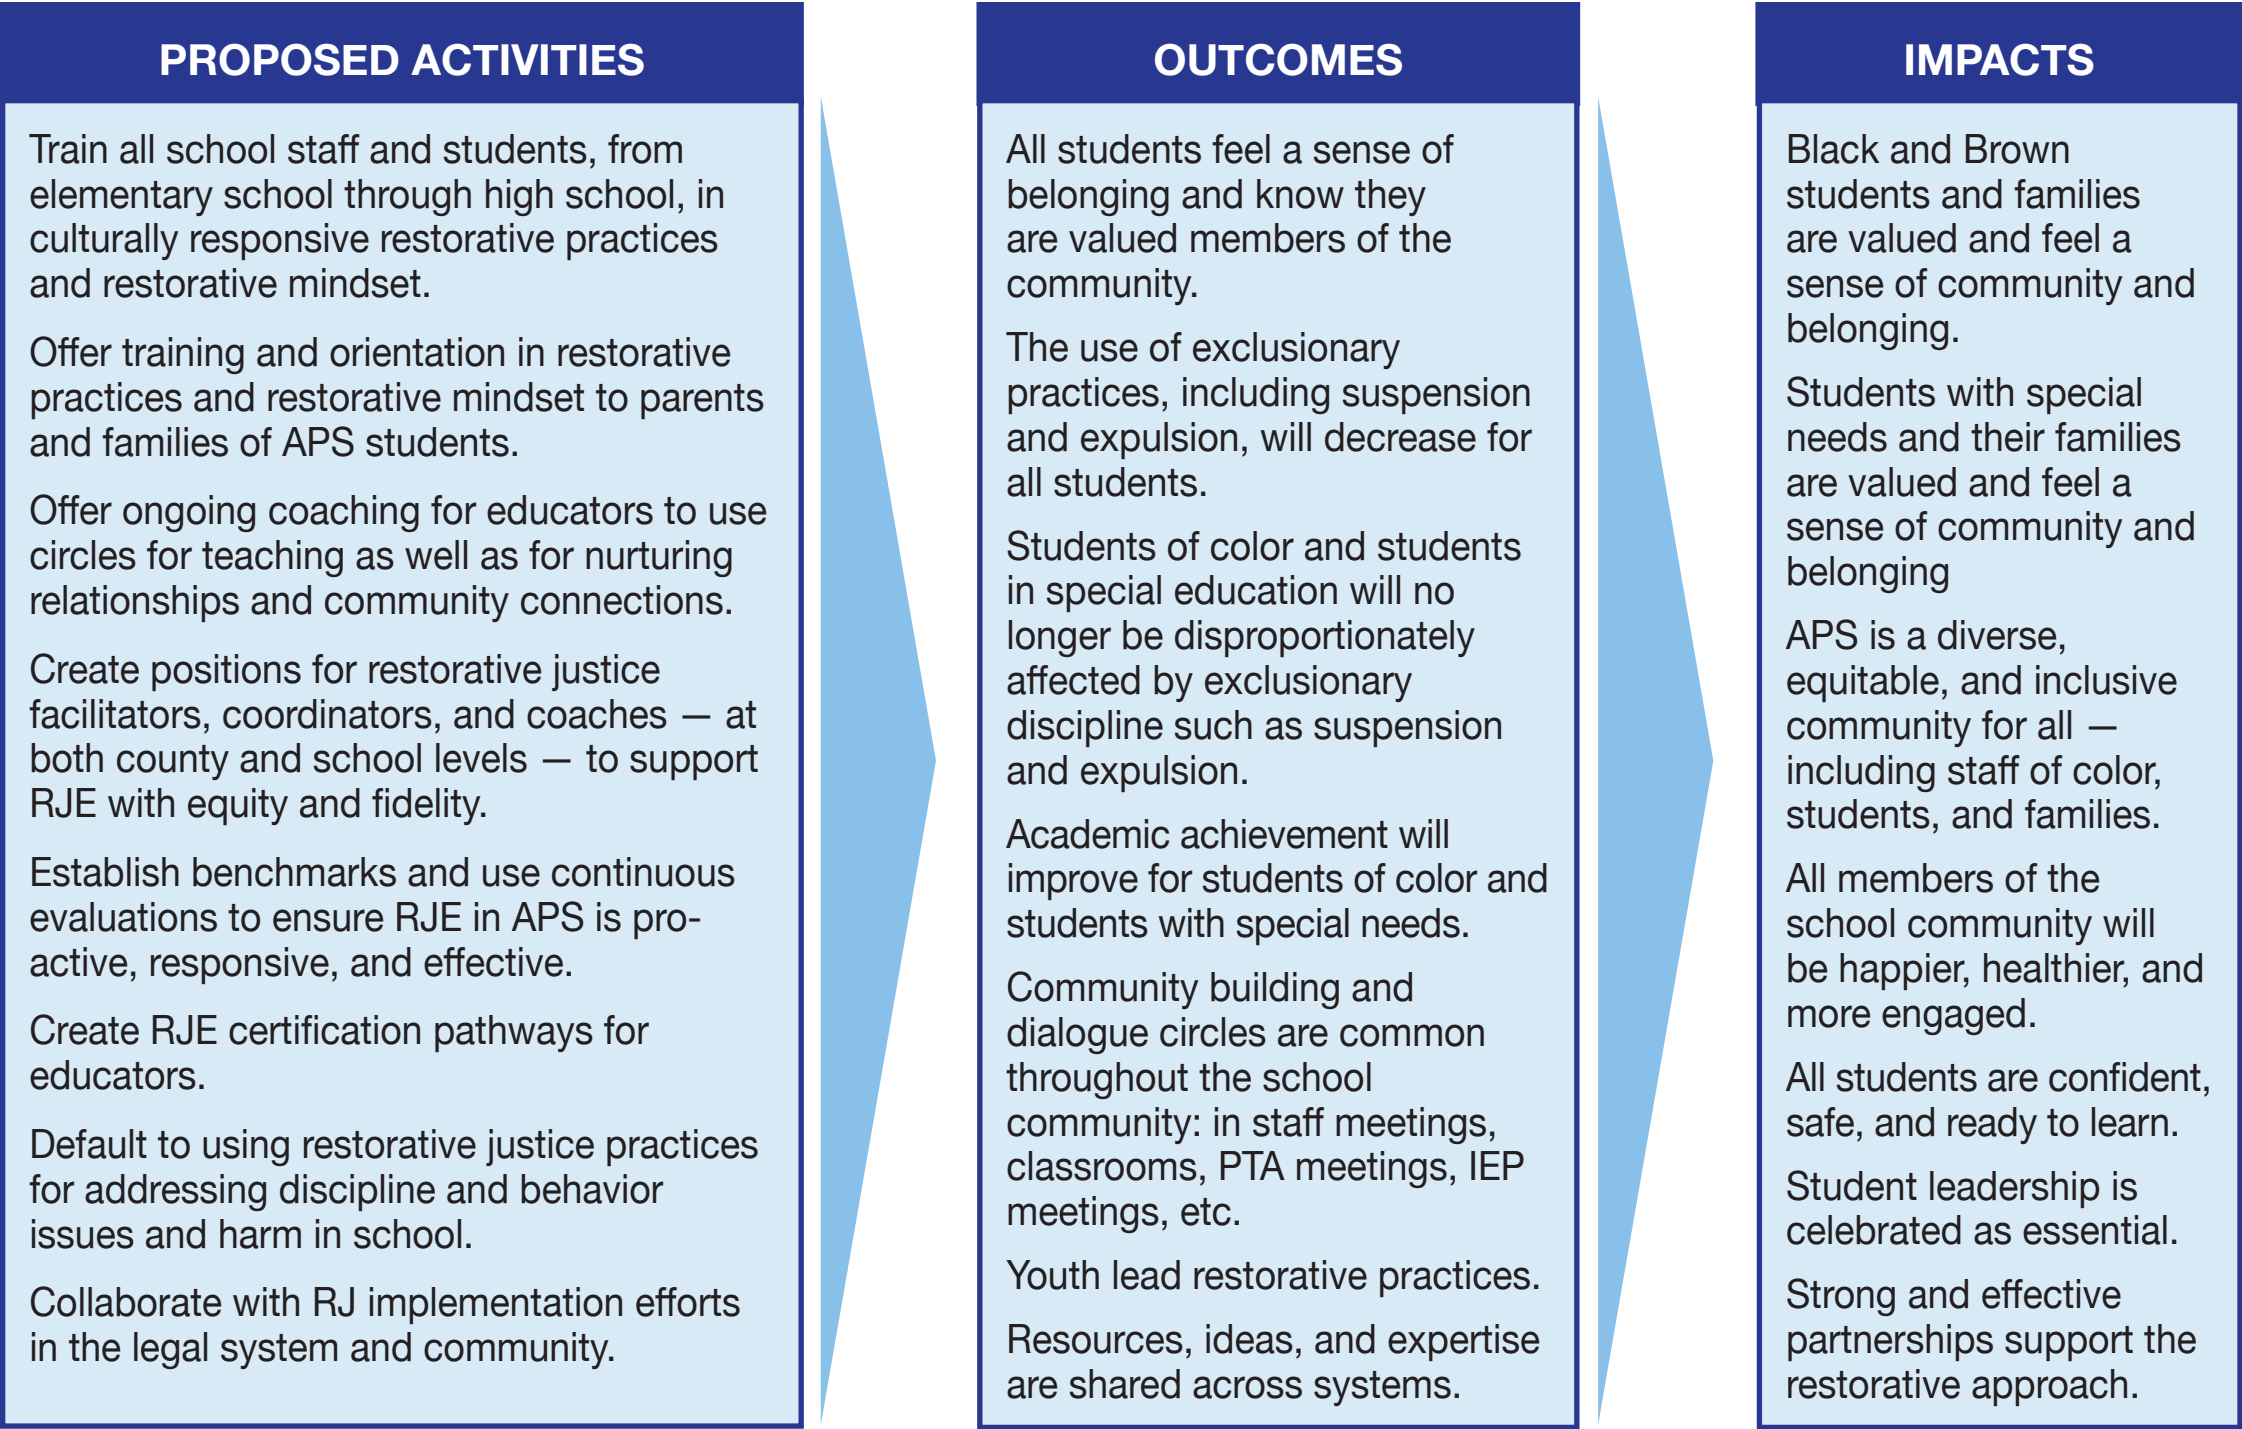 PROPOSED ACTIVITIES
Train all school staff and students, from
elementary school through high school, in
culturally responsive restorative practices
and restorative mindset.
Offer training and orientation in restorative
practices and restorative mindset to parents
and families of APS students.
Offer ongoing coaching for educators to use
circles for teaching as well as for nurturing
relationships and community connections.
Create positions for restorative justice
facilitators, coordinators, and coaches — at
both county and school levels — to support
RJE with equity and fidelity.
Establish benchmarks and use continuous
evaluations to ensure RJE in APS is pro-
active, responsive, and effective.
Create RJE certification pathways for
educators.
Default to using restorative justice practices
for addressing discipline and behavior
issues and harm in school.
Collaborate with RJ implementation efforts
in the legal system and community.
OUTCOMES
All students feel a sense of
belonging and know they
are valued members of the
community.
The use of exclusionary
practices, including suspension
and expulsion, will decrease for
all students.
Students of color and students
in special education will no
longer be disproportionately
affected by exclusionary
discipline such as suspension
and expulsion.
Academic achievement will
improve for students of color and
students with special needs.
Community building and
dialogue circles are common
throughout the school
community: in staff meetings,
classrooms, PTA meetings, IEP
meetings, etc.
Youth lead restorative practices.
Resources, ideas, and expertise
are shared across systems.
IMPACTS
Black and Brown
students and families
are valued and feel a
sense of community and
belonging.
Students with special
needs and their families
are valued and feel a
sense of community and
belonging
APS is a diverse,
equitable, and inclusive
community for all —
including staff of color,
students, and families.
All members of the
school community will
be happier, healthier, and
more engaged.
All students are confident,
safe, and ready to learn.
Student leadership is
celebrated as essential.
Strong and effective
partnerships support the
restorative approach.